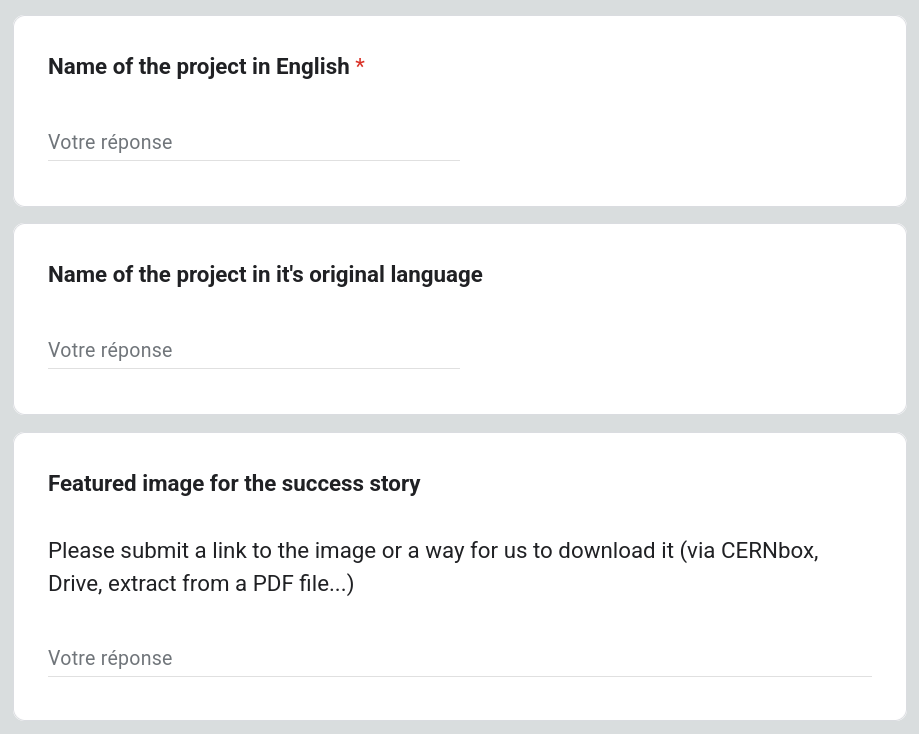 Name of the project in English *
Votre réponse
Name of the project in it's original language
Votre réponse
Featured image for the success story
Please submit a link to the image or a way for us to download it (via CERNbox,
Drive, extract from a PDF file...)
Votre réponse